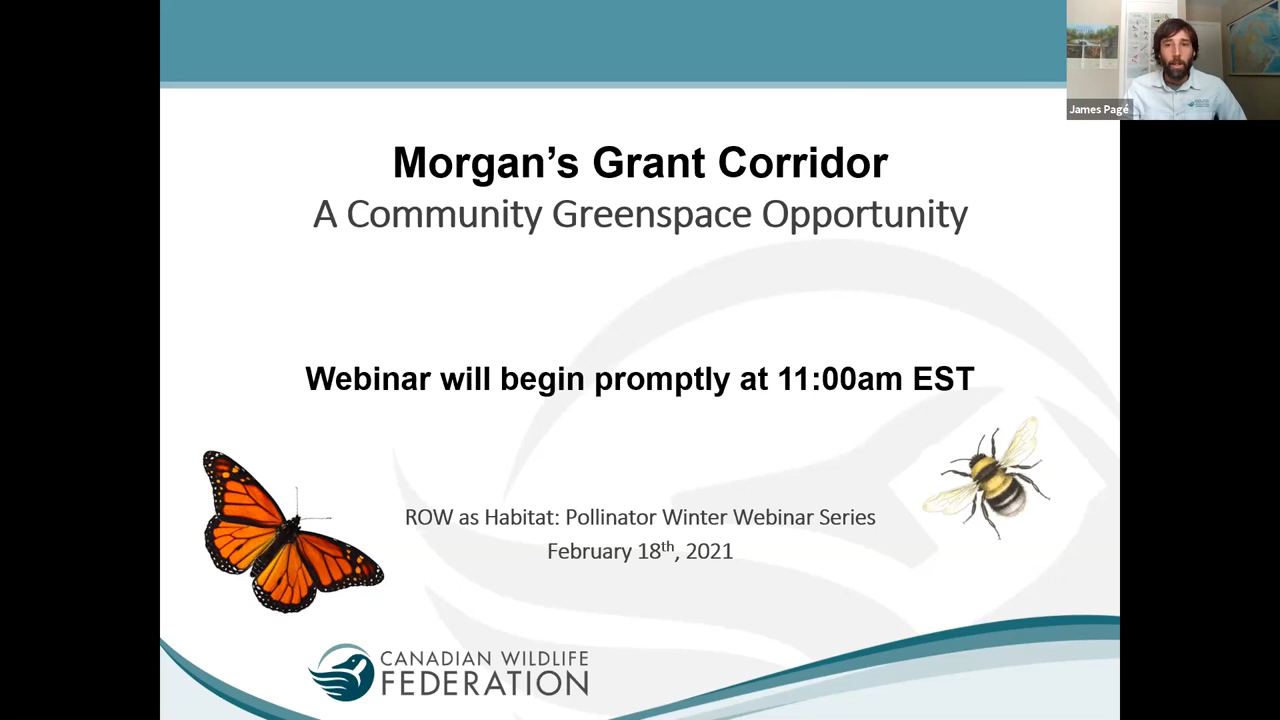 James Pagé
Morgan’s Grant Corridor
A Community Greenspace Opportunity
Webinar will begin promptly at 11:00am EST
ROW as Habitat: Pollinator Winter Webinar Series
February 18th, 2021
CANADIAN WILDLIFE
FEDERATION